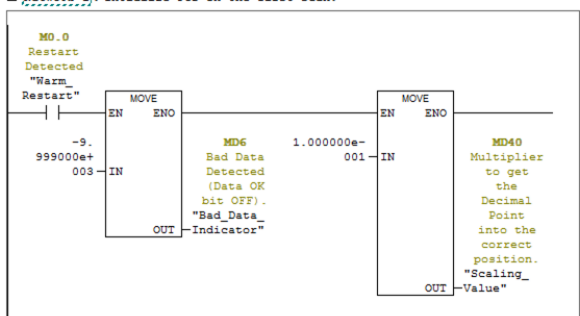 M0.0
Restart
Detected
"Warm_
Restart"
MOVE
EN ENO
-9.
999000e+
003 IN
OUT
MD6
Bad Data
Detected
(Data OK
bit OFF).
"Bad_Data_
Indicator"
MOVE
EN ENO
1.000000e-
001 IN
OUT
MD40
Multiplier
to get
the
Decimal
Point
into the
correct
position.
"Scaling_
Value"